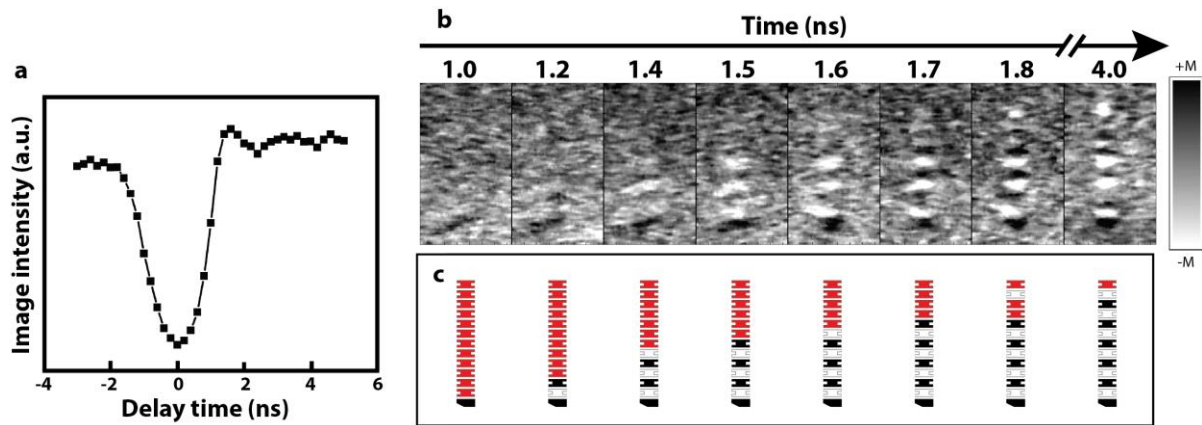 a
Image intensity (a.u.)
-4 -2 0 2 4 6
Delay time (ns)
b
Time (ns)
1.0 1.2 1.4 1.5 1.6 1.7 1.8 4.0
+M
-M
c